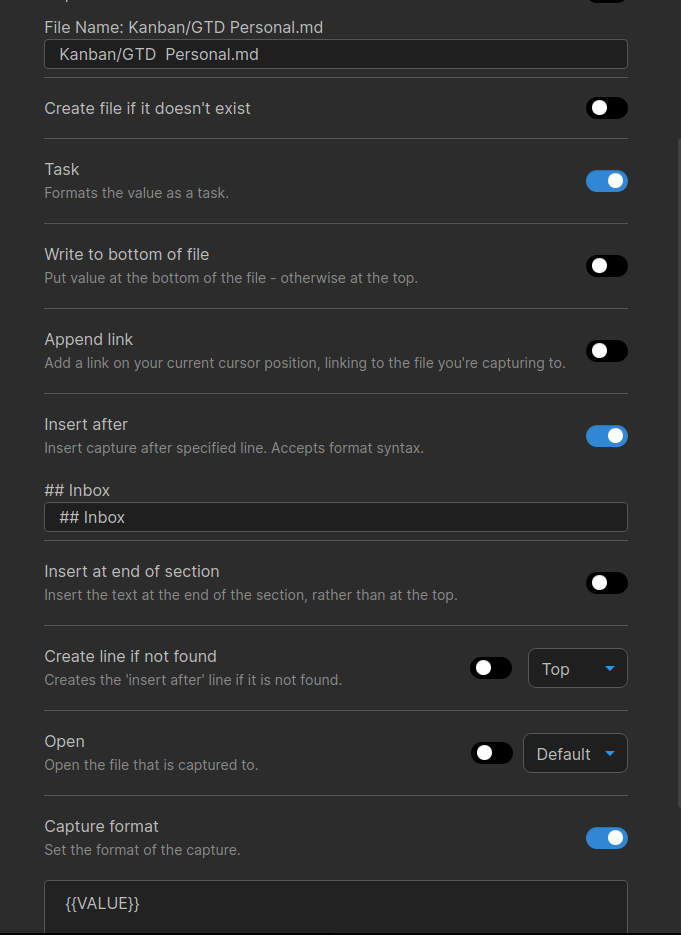 File Name: Kanban/GTD Personal.md
Kanban/GTD  Personal.md
Create file if it doesn't exist
Task
Formats the value as a task.
Write to bottom of file
Put value at the bottom of the file - otherwise at the top.
Append link
Add a link on your current cursor position, linking to the file you're capturing to.
Insert after
Insert capture after specified line. Accepts format syntax.
## Inbox
## Inbox
Insert at end of section
Insert the text at the end of the section, rather than at the top.
Create line if not found
Top
Creates the 'insert after' line if it is not found.
Open
Default
Open the file that is captured to.
Capture format
Set the format of the capture.
{{VALUE}}